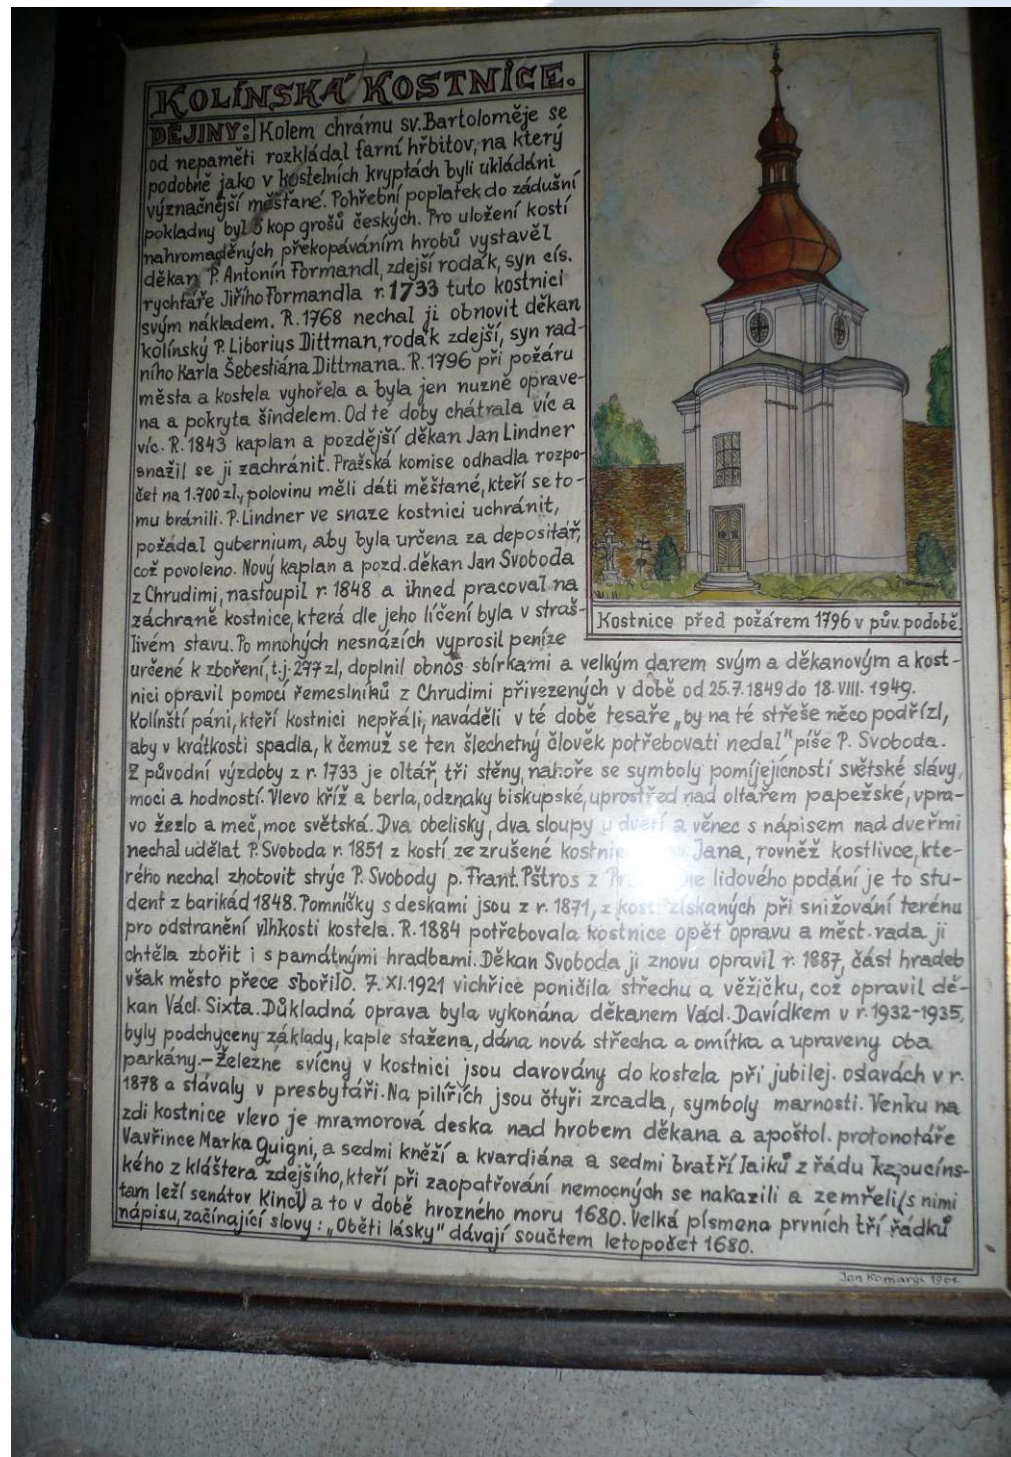 KOLÍNSKÁ KOSTNICE.
DĚJINY: Kolem chrámu sv. Bartoloměje se
od nepaměti rozkládal farní hřbitov, na který
podobně jako v kostelních kryptách byli ukládáni
význačnější měšťané. Pohřební poplatek do zádušní
pokladny byl 5 kop grošů českých. Pro uložení kostí
nahromaděných překopáváním hrobů vystavěl
děkan P. Antonín Formandl, zdejší rodák, syn cís.
rychtáře Jiřího Formandla r. 1733 tuto kostnici
svým nákladem. R. 1768 nechal ji obnovit děkan
kolínský P. Liborius Dittman, rodák zdejší, syn rad-
ního Karla Šebestiána Dittmana. R. 1796 při požáru
města a kostela vyhořela a byla jen nuzně oprave-
na a pokryta šindelem. Od té doby chátrala víc a
víc. R. 1843 kaplan a pozdější děkan Jan Lindner
snažil se ji zachránit. Pražská komise odhadla rozpo-
čet na 1.700 zl., polovinu měli dáti měšťané, kteří se to-
mu bránili. P. Lindner ve snaze kostnici uchránit,
požádal gubernium, aby byla určena za depositář,
což povoleno. Nový kaplan a pozd. děkan Jan Svoboda
z Chrudimi, nastoupil r. 1848 a ihned pracoval na
záchraně kostnice, která dle jeho líčení byla v straš-
livém stavu. Po mnohých nesnázích vyprosil peníze
určené k zboření, t.j. 277 zl, doplnil obnos sbírkami a velkým darem svým a děkanovým a kost-
nici opravil pomocí řemeslníků z Chrudimi přivezených v době od 25.7.1849 do 18.VIII.1949.
Kolínští páni, kteří kostnici nepřáli, naváděli v té době tesaře „by na té střeše něco podřízl,
aby v krátkosti spadla, k čemuž se ten šlechetný člověk potřebovati nedal" píše P. Svoboda.
Z původní výzdoby z r. 1733 je oltář, tři stěny, nahoře se symboly pomíjejícnosti světské slávy,
moci a hodností. Vlevo kříž a berla, odznaky biskupské, uprostřed nad oltářem papežské, vpra-
vo žezlo a meč, moc světská. Dva obelisky, dva sloupy u dveří a věnec s nápisem nad dveřmi
nechal udělat P. Svoboda r. 1851 z kostí ze zrušené Jana, rovněž kostlivce, kte-
rého nechal zhotovit strýc P. Svobody p. Frant. Pštros z lidového podání je to stu-
dent z barikád 1848. Pomníčky s deskami jsou z r. 1871, z kostí získaných při snižování terénu
pro odstranění vlhkosti kostela. R. 1884 potřebovala kostnice opět opravu a měst. rada ji
chtěla zbořit i s památnými hradbami. Děkan Svoboda ji znovu opravil r. 1887, část hradeb
však město přece sbořilo. 7.XI.1921 vichřice poničila střechu a věžičku, což opravil dě-
kan Václ. Sixta. Důkladná oprava byla vykonána děkanem Václ. Davídkem v r. 1932-1935,
byly podchyceny základy, kaple stažena, dána nová střecha a omítka a upraveny oba
parkány.- Železné svícny v kostnici jsou darovány do kostela při jubilej. oslavách v r.
1878 a stávaly v presbytáři. Na pilířích jsou čtyři zrcadla, symboly marnosti. Venku na
zdi kostnice vlevo je mramorová deska nad hrobem děkana a apoštol. protonotáře
Vavřince Marka Guigni, a sedmi kněží a kvardiána a sedmi bratří laiků z řádu kapucíns-
kého z kláštera zdejšího, kteří při zaopatřování nemocných se nakazili a zemřeli (s nimi
tam leží senátor Kincl) a to v době hrozného moru 1680. Velká písmena prvních tří řádků
nápisu, začínající slovy: „Oběti lásky" dávají součtem letopočet 1680.
Kostnice před požárem 1796 v pův. podobě.
Jan